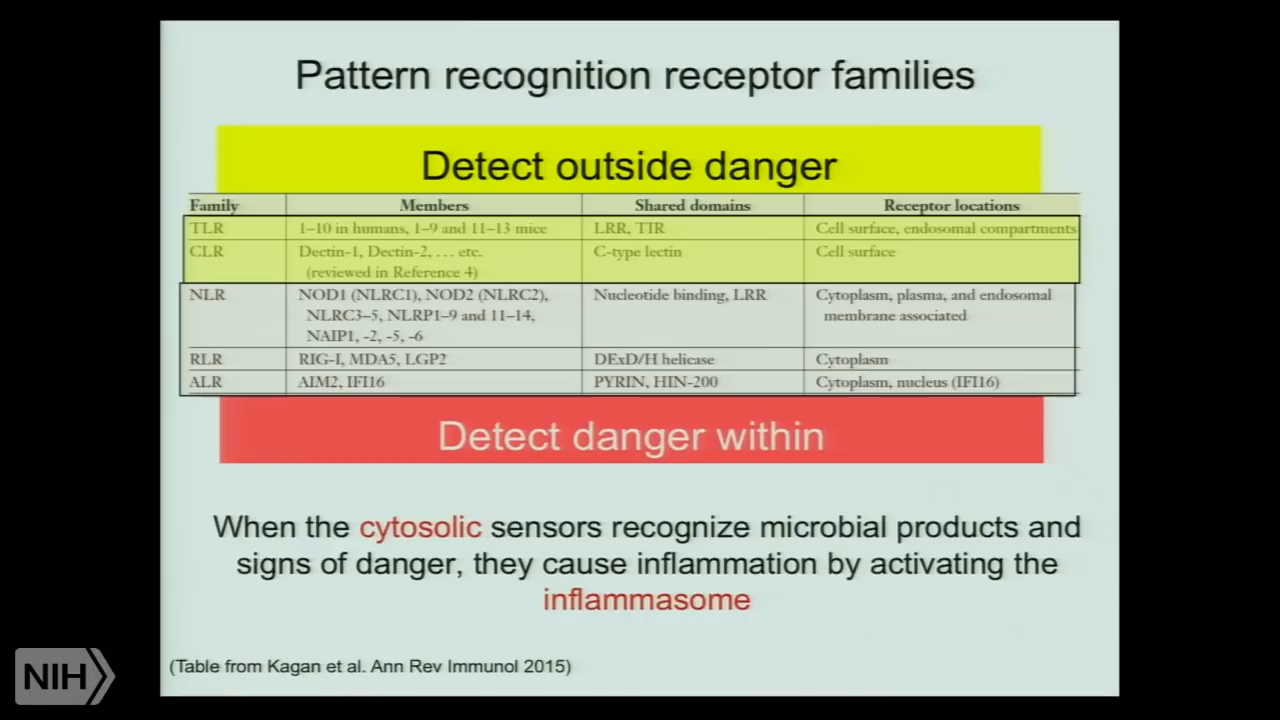 Pattern recognition receptor families
Detect outside danger
Family Members Shared domains Receptor locations
TLR 1–10 in humans, 1–9 and 11–13 mice LRR, TIR Cell surface, endosomal compartments
CLR Dectin-1, Dectin-2, … etc. C-type lectin Cell surface
(reviewed in Reference 4)
NLR NOD1 (NLRC1), NOD2 (NLRC2), Nucleotide binding, LRR Cytoplasm, plasma, and endosomal
NLRC3–5, NLRP1–9 and 11–14, membrane associated
NAIP1, -2, -5, -6
RLR RIG-I, MDA5, LGP2 DExD/H helicase Cytoplasm
ALR AIM2, IFI16 PYRIN, HIN-200 Cytoplasm, nucleus (IFI16)
Detect danger within
When the cytosolic sensors recognize microbial products and
signs of danger, they cause inflammation by activating the
inflammasome
(Table from Kagan et al. Ann Rev Immunol 2015)
NIH